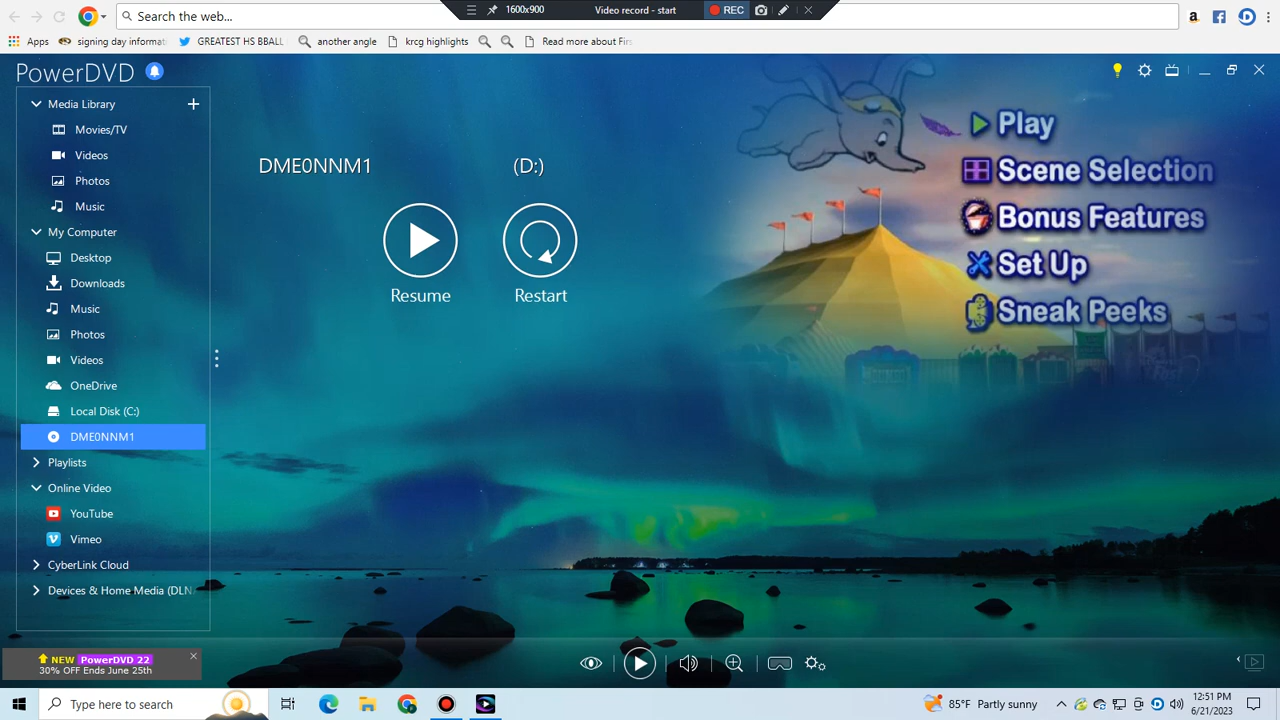 Search the web...
1600x900
Video record - start
REC
Apps
signing day informati
GREATEST HS BBALL
another angle
krcg highlights
Read more about Firs
PowerDVD
Media Library
Movies/TV
Videos
Photos
Music
My Computer
Desktop
Downloads
Music
Photos
Videos
OneDrive
Local Disk (C:)
DME0NNM1
Playlists
Online Video
YouTube
Vimeo
CyberLink Cloud
Devices & Home Media (DLN
NEW PowerDVD 22
30% OFF Ends June 25th
DME0NNM1 (D:)
Resume
Restart
Play
Scene Selection
Bonus Features
Set Up
Sneak Peeks
Type here to search
85°F Partly sunny
12:51 PM
6/21/2023